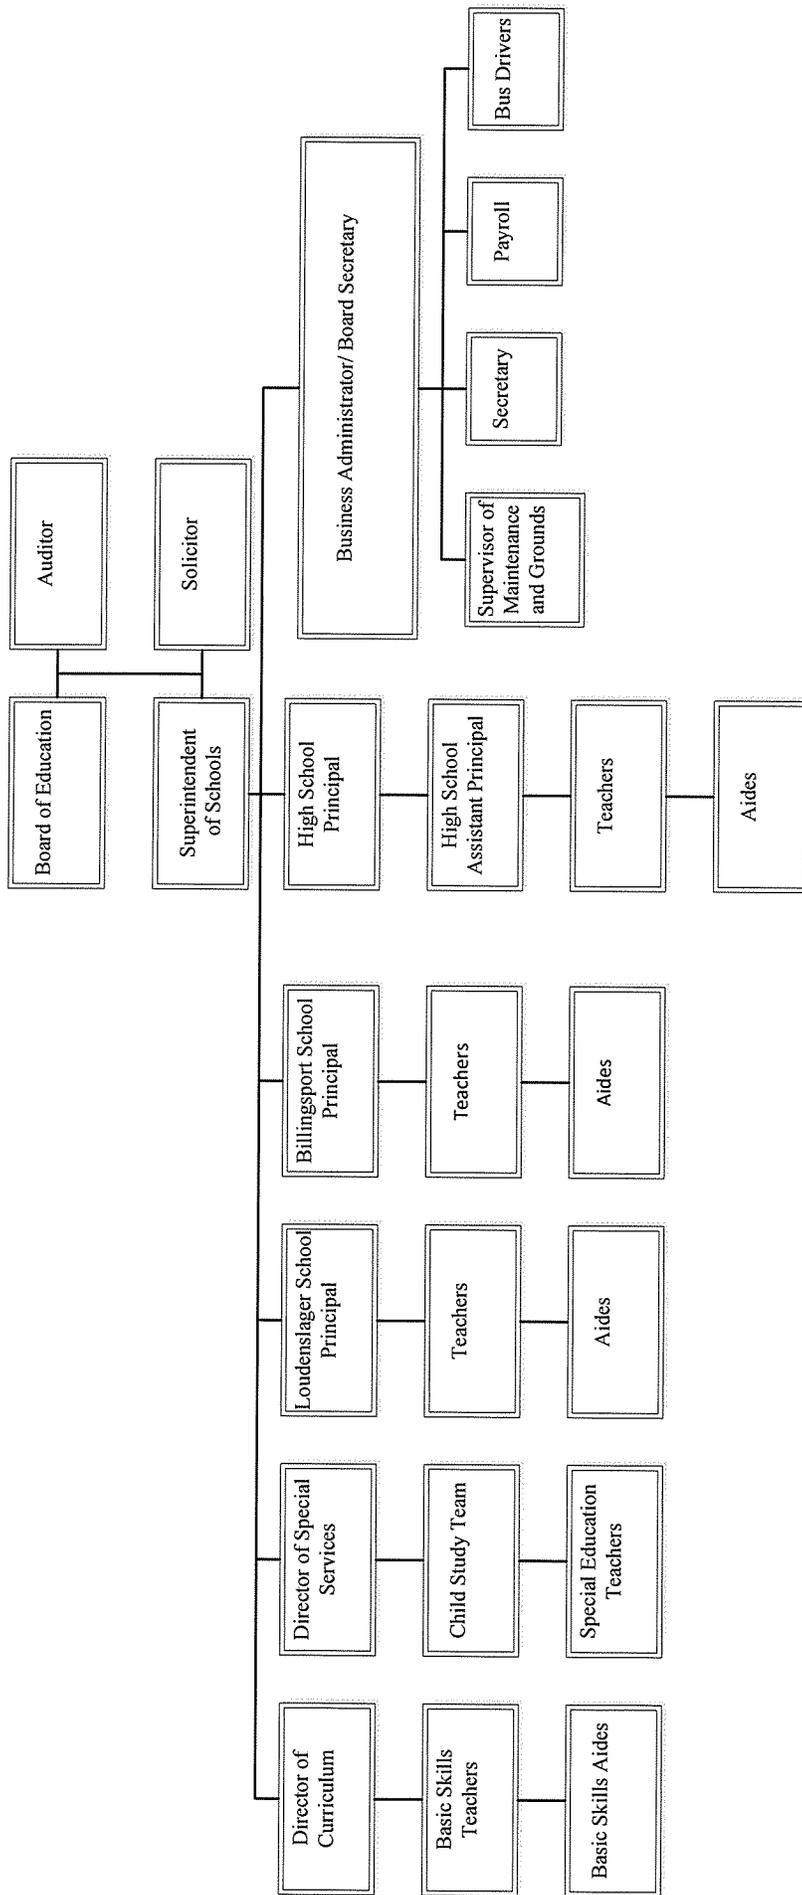 Board of Education
Auditor
Superintendent
of Schools
Solicitor
Director of
Curriculum
Director of Special
Services
Loudenslager School
Principal
Billingsport School
Principal
High School
Principal
Business Administrator/ Board Secretary
Basic Skills
Teachers
Child Study Team
Teachers
Teachers
High School
Assistant Principal
Supervisor of
Maintenance
and Grounds
Secretary
Payroll
Bus Drivers
Basic Skills Aides
Special Education
Teachers
Aides
Aides
Teachers
Aides